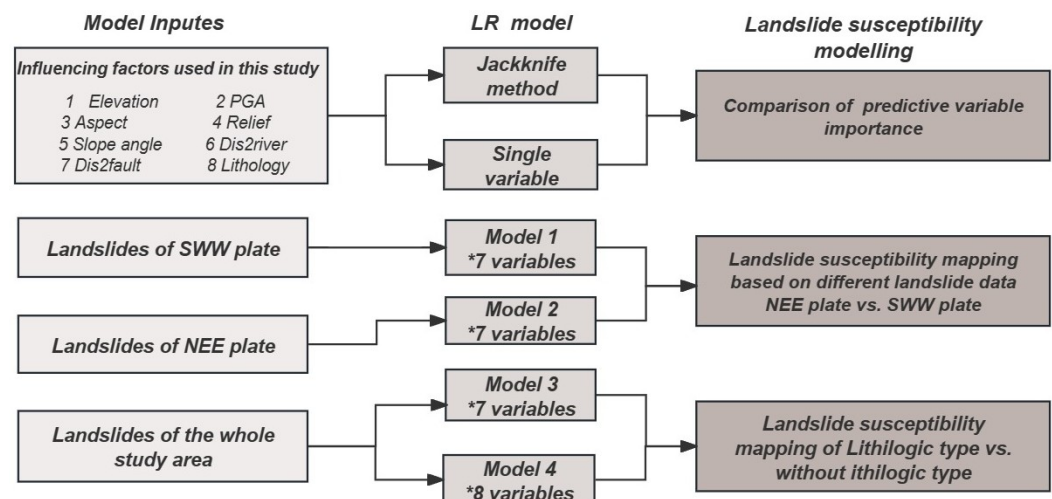 Model Inputes
LR model
Landslide susceptibility
modelling
Influencing factors used in this study
1 Elevation 2 PGA
3 Aspect 4 Relief
5 Slope angle 6 Dis2river
7 Dis2fault 8 Lithology
Jackknife
method
Single
variable
Comparison of predictive variable
importance
Landslides of SWW plate
Landslides of NEE plate
Model 1
*7 variables
Model 2
*7 variables
Landslide susceptibility mapping
based on different landslide data
NEE plate vs. SWW plate
Landslides of the whole
study area
Model 3
*7 variables
Model 4
*8 variables
Landslide susceptibility
mapping of Lithilogic type vs.
without ithilogic type